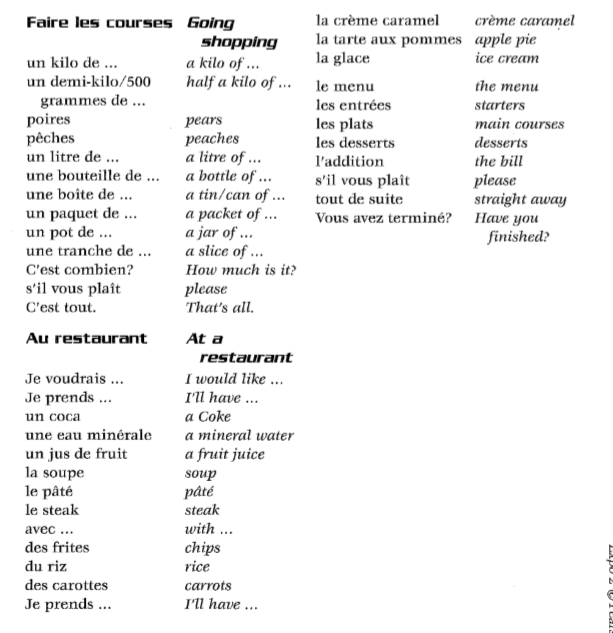 Faire les courses Going
shopping
un kilo de ... a kilo of ...
un demi-kilo/500 half a kilo of ...
grammes de ...
poires pears
pêches peaches
un litre de ... a litre of ...
une bouteille de ... a bottle of ...
une boîte de ... a tin/can of ...
un paquet de ... a packet of ...
un pot de ... a jar of ...
une tranche de ... a slice of ...
C'est combien? How much is it?
s'il vous plaît please
C'est tout. That's all.
Au restaurant At a
restaurant
Je voudrais ... I would like ...
Je prends ... I'll have ...
un coca a Coke
une eau minérale a mineral water
un jus de fruit a fruit juice
la soupe soup
le pâté pâté
le steak steak
avec ... with ...
des frites chips
du riz rice
des carottes carrots
Je prends ... I'll have ...
la crème caramel crème caramel
la tarte aux pommes apple pie
la glace ice cream
le menu the menu
les entrées starters
les plats main courses
les desserts desserts
l'addition the bill
s'il vous plaît please
tout de suite straight away
Vous avez terminé? Have you
finished?